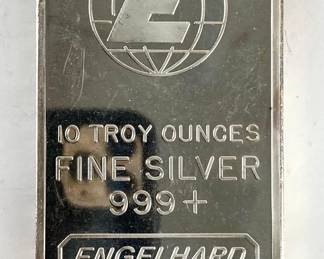 E
10 TROY OUNCES
FINE SILVER
999+
ENGELHARD